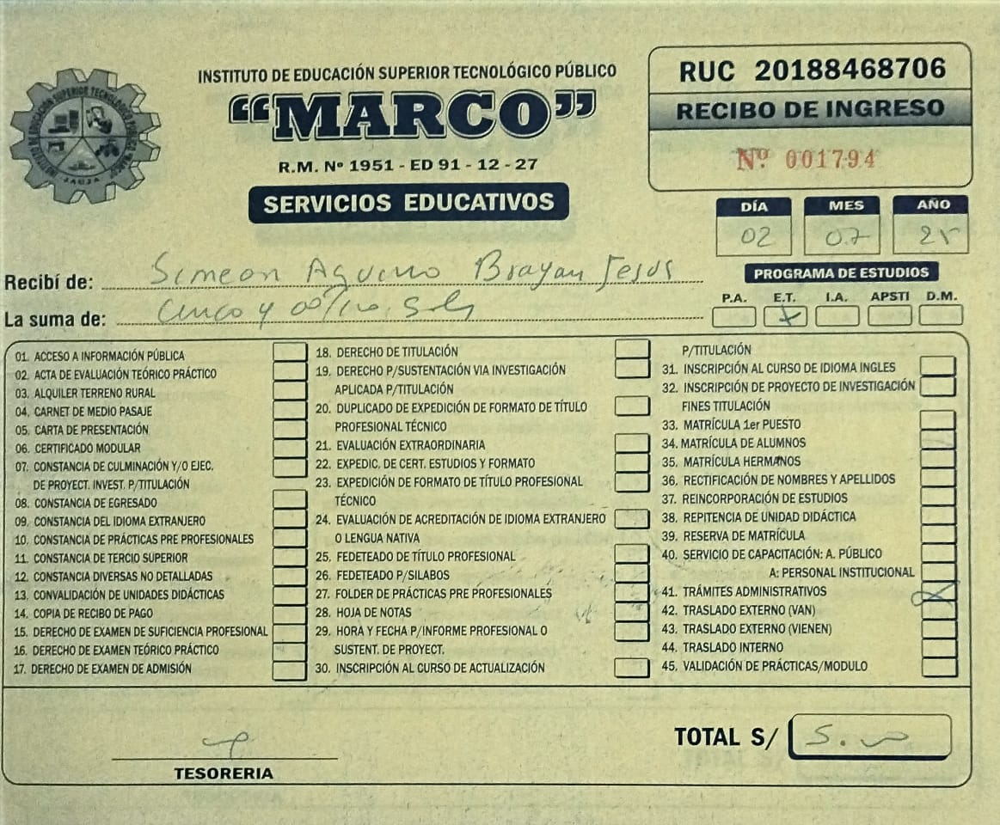 INSTITUTO DE EDUCACIÓN SUPERIOR TECNOLÓGICO PÚBLICO
"MARCO"
R.M. Nº 1951 - ED 91 - 12 - 27
SERVICIOS EDUCATIVOS
JAUJA
RUC 20188468706
RECIBO DE INGRESO
Nº 001794
DÍA MES AÑO
02 07 25
Recibí de: Simeon Aquino Brayan Jesus
La suma de: Cinco y 00/100 Soles
PROGRAMA DE ESTUDIOS
P.A. E.T. I.A. APSTI D.M.
01. ACCESO A INFORMACIÓN PÚBLICA
02. ACTA DE EVALUACIÓN TEÓRICO PRÁCTICO
03. ALQUILER TERRENO RURAL
04. CARNET DE MEDIO PASAJE
05. CARTA DE PRESENTACIÓN
06. CERTIFICADO MODULAR
07. CONSTANCIA DE CULMINACIÓN Y/O EJEC.
DE PROYECT. INVEST. P/TITULACIÓN
08. CONSTANCIA DE EGRESADO
09. CONSTANCIA DEL IDIOMA EXTRANJERO
10. CONSTANCIA DE PRÁCTICAS PRE PROFESIONALES
11. CONSTANCIA DE TERCIO SUPERIOR
12. CONSTANCIA DIVERSAS NO DETALLADAS
13. CONVALIDACIÓN DE UNIDADES DIDÁCTICAS
14. COPIA DE RECIBO DE PAGO
15. DERECHO DE EXAMEN DE SUFICIENCIA PROFESIONAL
16. DERECHO DE EXAMEN TEÓRICO PRÁCTICO
17. DERECHO DE EXAMEN DE ADMISIÓN
18. DERECHO DE TITULACIÓN
19. DERECHO P/SUSTENTACIÓN VIA INVESTIGACIÓN
APLICADA P/TITULACIÓN
20. DUPLICADO DE EXPEDICIÓN DE FORMATO DE TÍTULO
PROFESIONAL TÉCNICO
21. EVALUACIÓN EXTRAORDINARIA
22. EXPEDIC. DE CERT. ESTUDIOS Y FORMATO
23. EXPEDICIÓN DE FORMATO DE TÍTULO PROFESIONAL
TÉCNICO
24. EVALUACIÓN DE ACREDITACIÓN DE IDIOMA EXTRANJERO
O LENGUA NATIVA
25. FEDETEADO DE TÍTULO PROFESIONAL
26. FEDETEADO P/SILABOS
27. FOLDER DE PRÁCTICAS PRE PROFESIONALES
28. HOJA DE NOTAS
29. HORA Y FECHA P/INFORME PROFESIONAL O
SUSTENT. DE PROYECT.
30. INSCRIPCIÓN AL CURSO DE ACTUALIZACIÓN
P/TITULACIÓN
31. INSCRIPCIÓN AL CURSO DE IDIOMA INGLES
32. INSCRIPCIÓN DE PROYECTO DE INVESTIGACIÓN
FINES TITULACIÓN
33. MATRÍCULA 1er PUESTO
34. MATRÍCULA DE ALUMNOS
35. MATRÍCULA HERMANOS
36. RECTIFICACIÓN DE NOMBRES Y APELLIDOS
37. REINCORPORACIÓN DE ESTUDIOS
38. REPITENCIA DE UNIDAD DIDÁCTICA
39. RESERVA DE MATRÍCULA
40. SERVICIO DE CAPACITACIÓN: A. PÚBLICO
A: PERSONAL INSTITUCIONAL
41. TRÁMITES ADMINISTRATIVOS
42. TRASLADO EXTERNO (VAN)
43. TRASLADO EXTERNO (VIENEN)
44. TRASLADO INTERNO
45. VALIDACIÓN DE PRÁCTICAS/MODULO
TESORERIA
TOTAL S/ 5.00